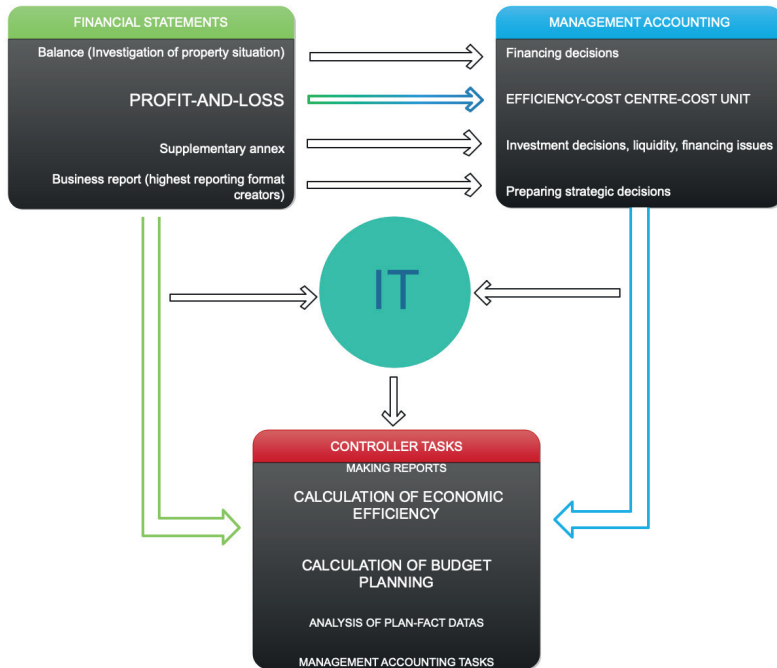 FINANCIAL STATEMENTS
Balance (Investigation of property situation)
PROFIT-AND-LOSS
Supplementary annex
Business report (highest reporting format
creators)
MANAGEMENT ACCOUNTING
Financing decisions
EFFICIENCY-COST CENTRE-COST UNIT
Investment decisions, liquidity, financing issues
Preparing strategic decisions
IT
CONTROLLER TASKS
MAKING REPORTS
CALCULATION OF ECONOMIC
EFFICIENCY
CALCULATION OF BUDGET
PLANNING
ANALYSIS OF PLAN-FACT DATAS
MANAGEMENT ACCOUNTING TASKS